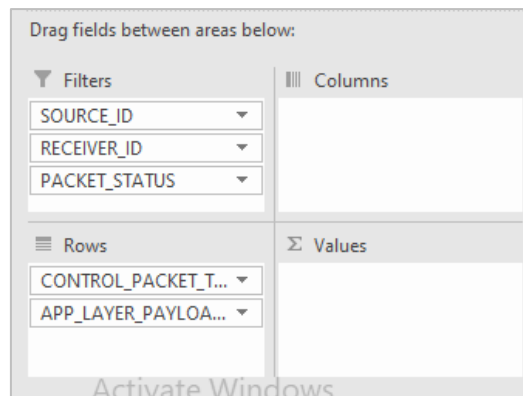 Drag fields between areas below:
Filters
SOURCE_ID
RECEIVER_ID
PACKET_STATUS
Columns
Rows
CONTROL_PACKET_T...
APP_LAYER_PAYLOA...
Σ Values
Activate Windows